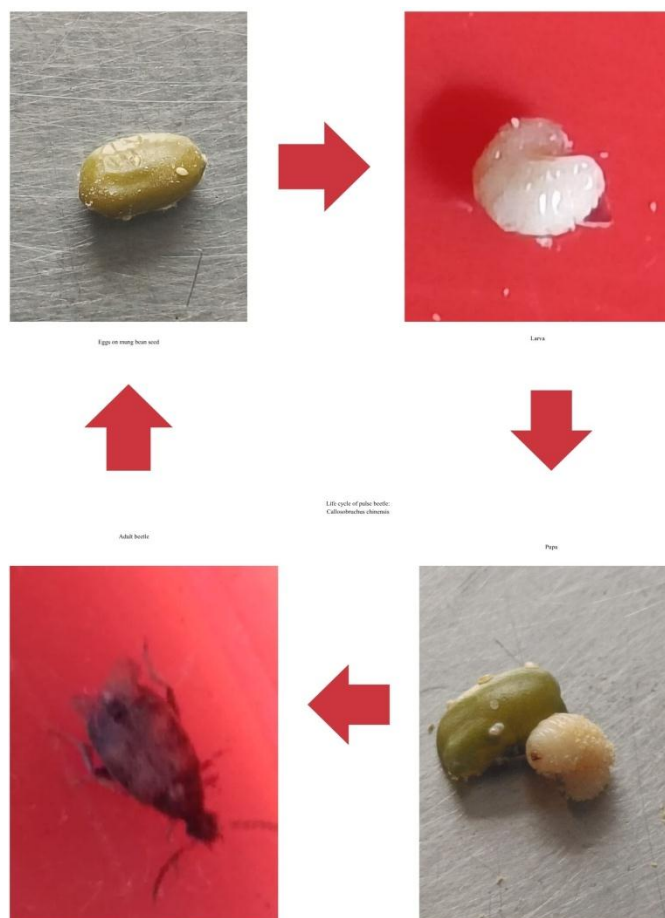 Eggs on mung bean seed
Larva
Life cycle of pulse beetle:
Callosobruchus chinensis
Adult beetle
Pupa